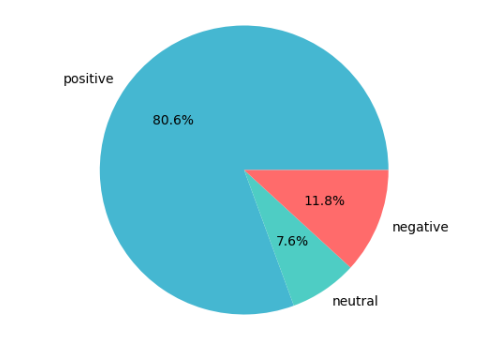 positive
80.6%
11.8%
negative
7.6%
neutral